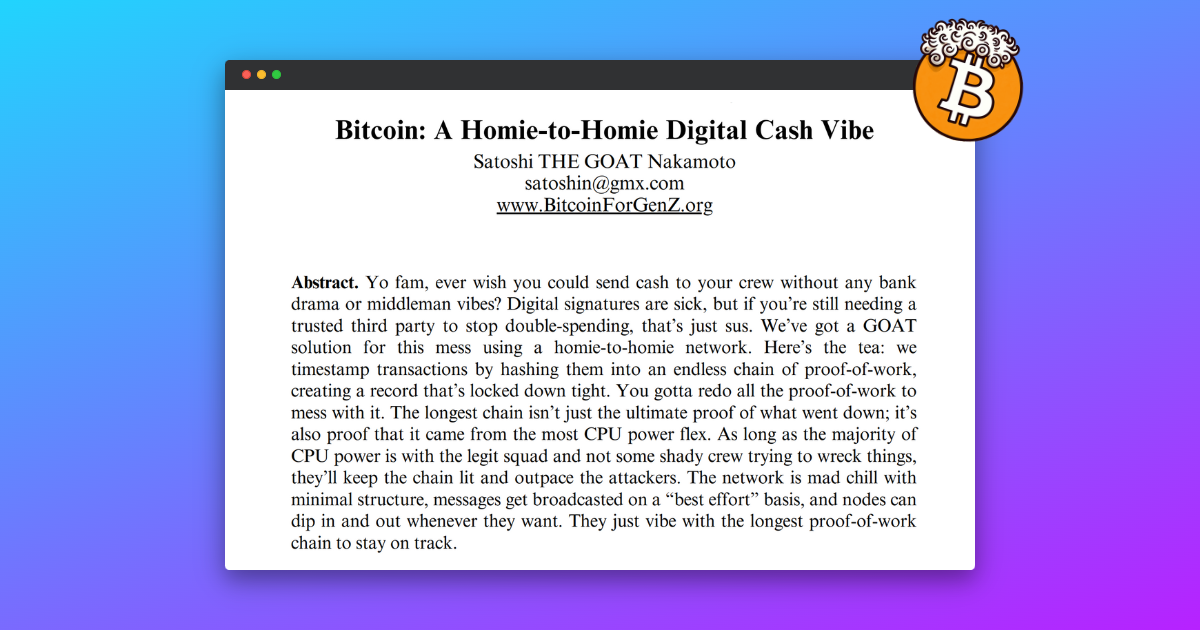 Bitcoin: A Homie-to-Homie Digital Cash Vibe
Satoshi THE GOAT Nakamoto
satoshin@gmx.com
www.BitcoinForGenZ.org
Abstract. Yo fam, ever wish you could send cash to your crew without any bank
drama or middleman vibes? Digital signatures are sick, but if you’re still needing a
trusted third party to stop double-spending, that’s just sus. We’ve got a GOAT
solution for this mess using a homie-to-homie network. Here’s the tea: we
timestamp transactions by hashing them into an endless chain of proof-of-work,
creating a record that’s locked down tight. You gotta redo all the proof-of-work to
mess with it. The longest chain isn’t just the ultimate proof of what went down; it’s
also proof that it came from the most CPU power flex. As long as the majority of
CPU power is with the legit squad and not some shady crew trying to wreck things,
they’ll keep the chain lit and outpace the attackers. The network is mad chill with
minimal structure, messages get broadcasted on a “best effort” basis, and nodes can
dip in and out whenever they want. They just vibe with the longest proof-of-work
chain to stay on track.